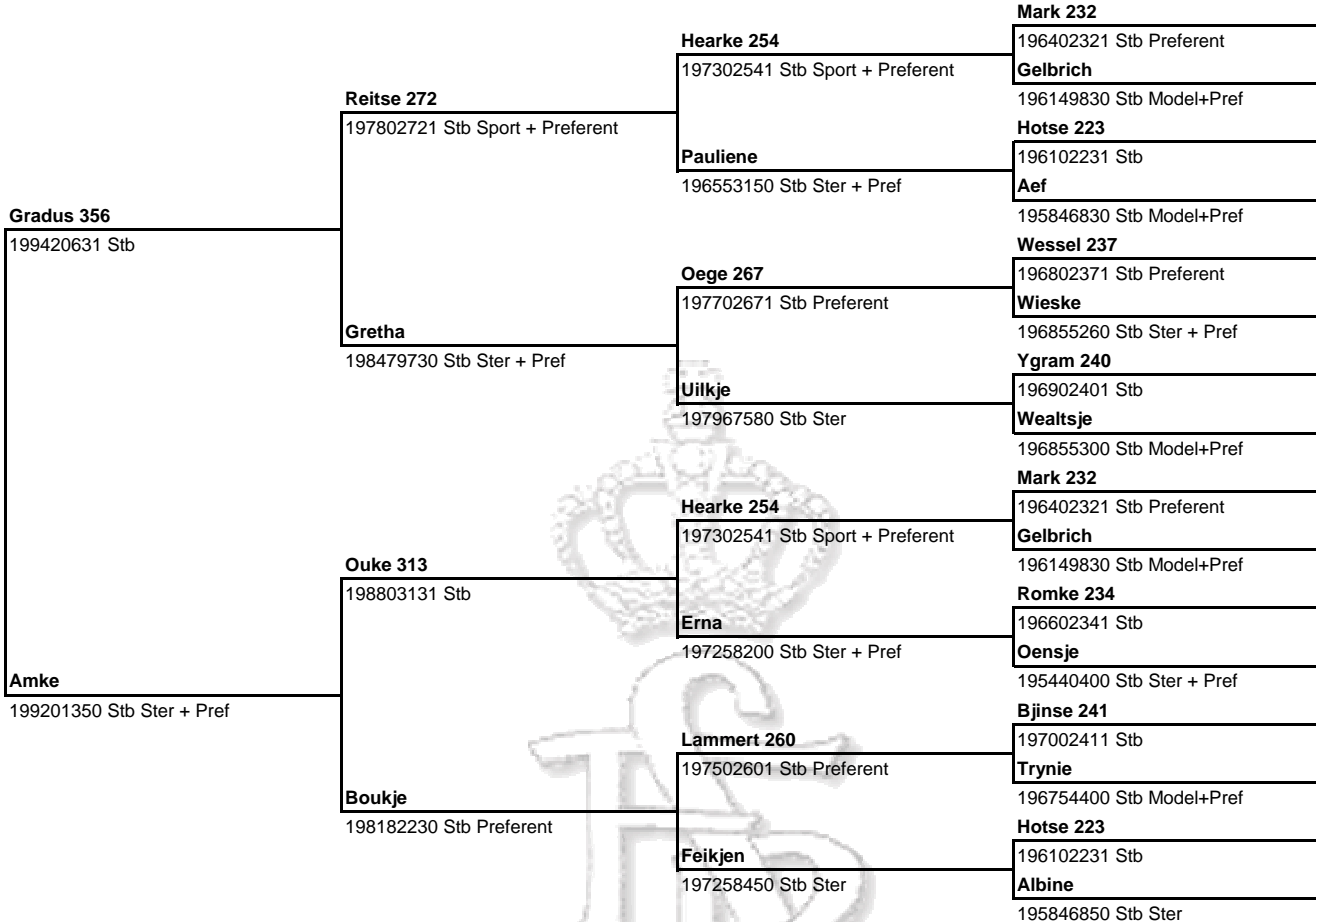 Mark 232
Hearke 254
196402321 Stb Preferent
197302541 Stb Sport + Preferent
Gelbrich
Reitse 272
196149830 Stb Model+Pref
197802721 Stb Sport + Preferent
Hotse 223
Pauliene
196102231 Stb
196553150 Stb Ster + Pref
Aef
Gradus 356
195846830 Stb Model+Pref
199420631 Stb
Wessel 237
Oege 267
196802371 Stb Preferent
197702671 Stb Preferent
Wieske
Gretha
196855260 Stb Ster + Pref
198479730 Stb Ster + Pref
Ygram 240
Uilkje
196902401 Stb
197967580 Stb Ster
Wealtsje
196855300 Stb Model+Pref
Mark 232
Hearke 254
196402321 Stb Preferent
197302541 Stb Sport + Preferent
Gelbrich
Ouke 313
196149830 Stb Model+Pref
198803131 Stb
Romke 234
Erna
196602341 Stb
197258200 Stb Ster + Pref
Oensje
Amke
195440400 Stb Ster + Pref
199201350 Stb Ster + Pref
Bjinse 241
Lammert 260
197002411 Stb
197502601 Stb Preferent
Trynie
Boukje
196754400 Stb Model+Pref
198182230 Stb Preferent
Hotse 223
Feikjen
196102231 Stb
197258450 Stb Ster
Albine
195846850 Stb Ster